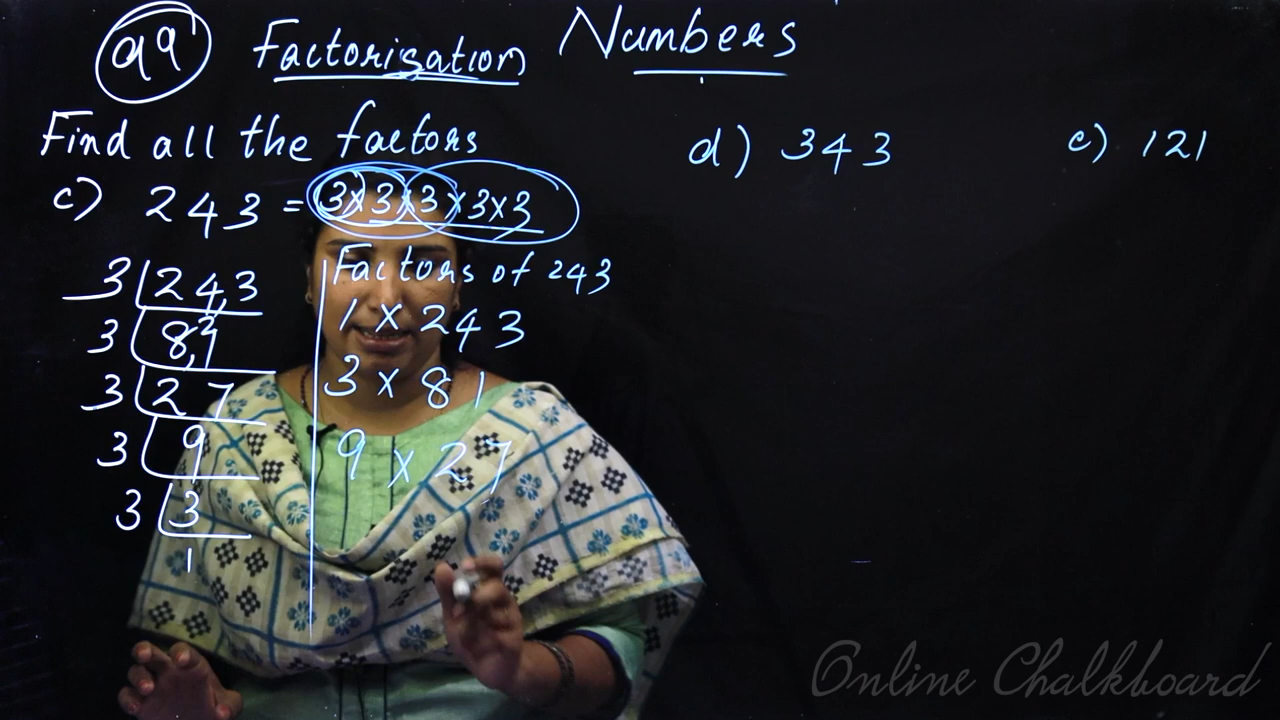 Q9 Factorisation Numbers
Find all the factors
c) 243 = 3×3×3×3×3
d) 343
e) 121
3 243
3 81
3 27
3 9
3 3
1
Factors of 243
1 × 243
3 × 81
9 × 27
Online Chalkboard